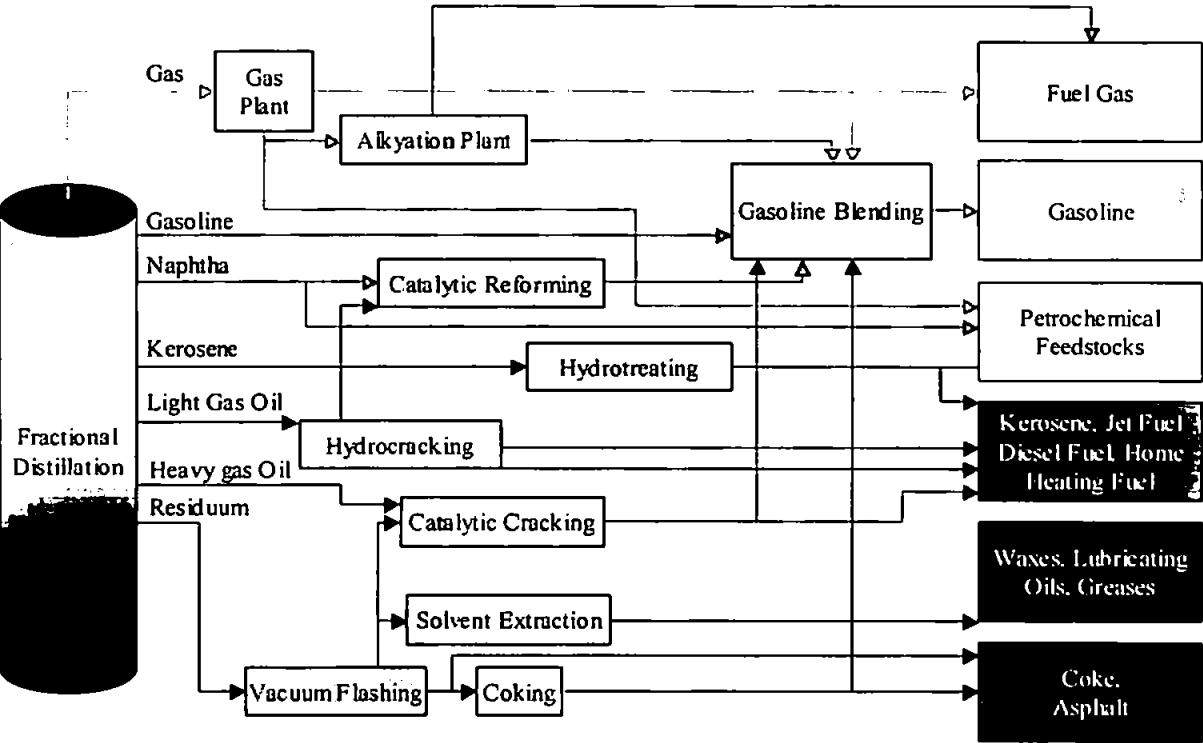 Gas
Gas
Plant
Fuel Gas
Alkyation Plant
Gasoline
Gasoline Blending
Gasoline
Naphtha
Catalytic Reforming
Petrochemical
Feedstocks
Kerosene
Hydrotreating
Light Gas Oil
Hydrocracking
Kerosene, Jet Fuel
Diesel Fuel, Home
Heating Fuel
Fractional
Distillation
Heavy gas Oil
Residuum
Catalytic Cracking
Waxes, Lubricating
Oils, Greases
Solvent Extraction
Vacuum Flashing
Coking
Coke,
Asphalt